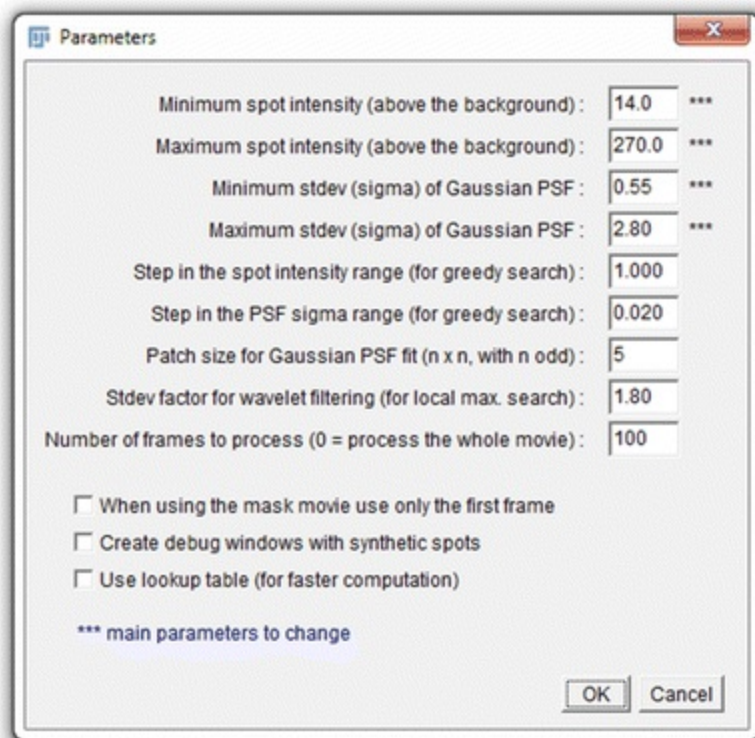 Parameters
Minimum spot intensity (above the background) : 14.0 ***
Maximum spot intensity (above the background) : 270.0 ***
Minimum stdev (sigma) of Gaussian PSF : 0.55 ***
Maximum stdev (sigma) of Gaussian PSF : 2.80 ***
Step in the spot intensity range (for greedy search) : 1.000
Step in the PSF sigma range (for greedy search) : 0.020
Patch size for Gaussian PSF fit (n x n, with n odd) : 5
Stdev factor for wavelet filtering (for local max. search) : 1.80
Number of frames to process (0 = process the whole movie) : 100
When using the mask movie use only the first frame
Create debug windows with synthetic spots
Use lookup table (for faster computation)
*** main parameters to change
OK Cancel